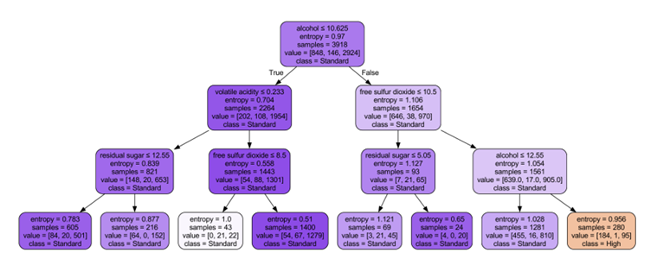 alcohol ≤ 10.625
entropy = 0.97
samples = 3918
value = [848, 146, 2924]
class = Standard
True
False
volatile acidity ≤ 0.233
entropy = 0.704
samples = 2264
value = [202, 108, 1954]
class = Standard
free sulfur dioxide ≤ 10.5
entropy = 1.106
samples = 1654
value = [646, 38, 970]
class = Standard
residual sugar ≤ 12.55
entropy = 0.839
samples = 821
value = [148, 20, 653]
class = Standard
free sulfur dioxide ≤ 8.5
entropy = 0.558
samples = 1443
value = [54, 88, 1301]
class = Standard
residual sugar ≤ 5.05
entropy = 1.127
samples = 93
value = [7, 21, 65]
class = Standard
alcohol ≤ 12.55
entropy = 1.054
samples = 1561
value = [639.0, 17.0, 905.0]
class = Standard
entropy = 0.783
samples = 605
value = [84, 20, 501]
class = Standard
entropy = 0.877
samples = 216
value = [64, 0, 152]
class = Standard
entropy = 1.0
samples = 43
value = [0, 21, 22]
class = Standard
entropy = 0.51
samples = 1400
value = [54, 67, 1279]
class = Standard
entropy = 1.121
samples = 69
value = [3, 21, 45]
class = Standard
entropy = 0.65
samples = 24
value = [4, 0, 20]
class = Standard
entropy = 1.028
samples = 1281
value = [455, 16, 810]
class = Standard
entropy = 0.956
samples = 280
value = [184, 1, 95]
class = High